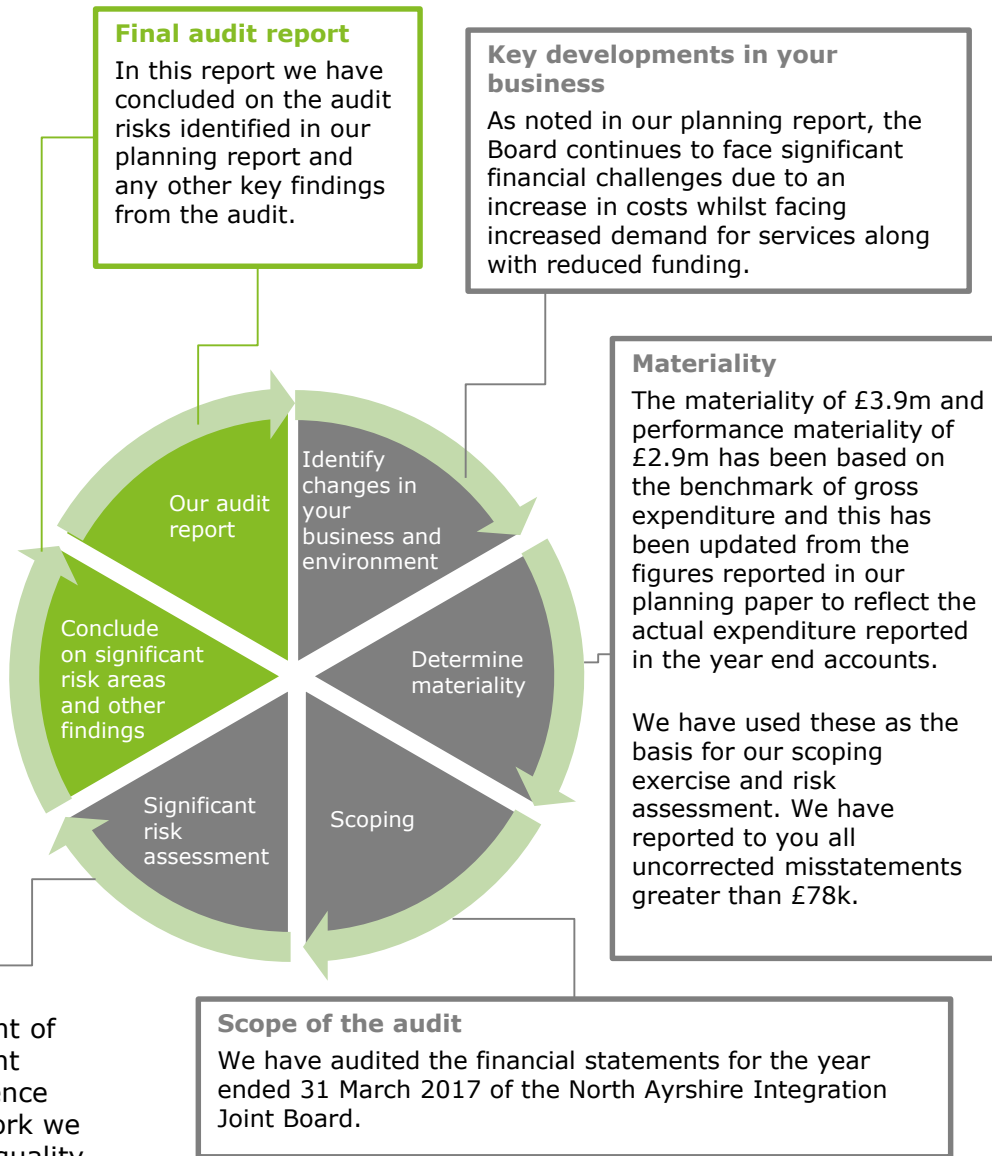 Final audit report
In this report we have
concluded on the audit
risks identified in our
planning report and
any other key findings
from the audit.
Key developments in your
business
As noted in our planning report, the
Board continues to face significant
financial challenges due to an
increase in costs whilst facing
increased demand for services along
with reduced funding.
Materiality
The materiality of £3.9m and
performance materiality of
£2.9m has been based on
the benchmark of gross
expenditure and this has
been updated from the
figures reported in our
planning paper to reflect the
actual expenditure reported
in the year end accounts.
We have used these as the
basis for our scoping
exercise and risk
assessment. We have
reported to you all
uncorrected misstatements
greater than £78k.
Our audit
report
Identify
changes in
your
business and
environment
Conclude
on significant
risk areas
and other
findings
Determine
materiality
Significant
risk
assessment
Scoping
Scope of the audit
We have audited the financial statements for the year
ended 31 March 2017 of the North Ayrshire Integration
Joint Board.
of
we
quality